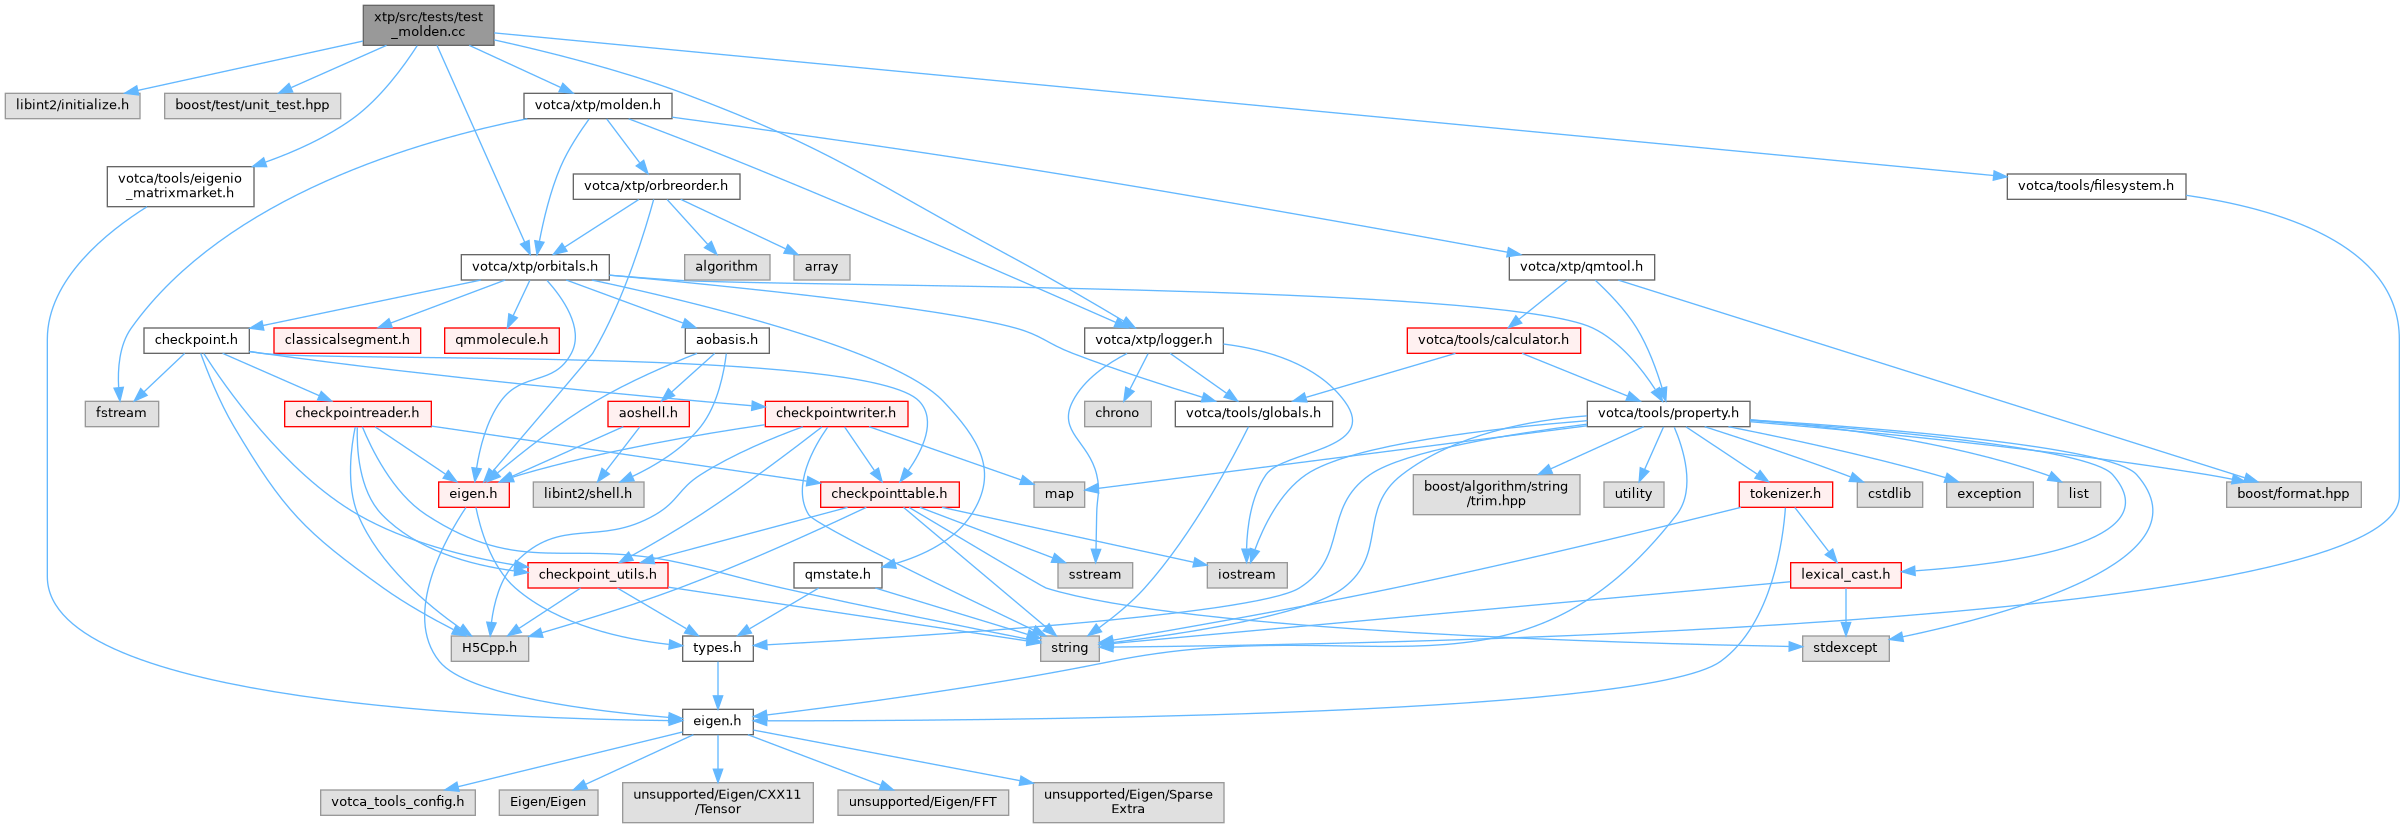 xtp/src/tests/test
_molden.cc
libint2/initialize.h
boost/test/unit_test.hpp
votca/xtp/molden.h
votca/tools/eigenio
_matrixmarket.h
votca/xtp/orbreorder.h
votca/tools/filesystem.h
votca/xtp/orbitals.h
algorithm
array
votca/xtp/qmtool.h
checkpoint.h
classicalsegment.h
qmmolecule.h
aobasis.h
votca/xtp/logger.h
votca/tools/calculator.h
fstream
checkpointreader.h
aoshell.h
checkpointwriter.h
chrono
votca/tools/globals.h
votca/tools/property.h
eigen.h
libint2/shell.h
checkpointtable.h
map
boost/algorithm/string
/trim.hpp
utility
tokenizer.h
cstdlib
exception
list
boost/format.hpp
checkpoint_utils.h
qmstate.h
sstream
iostream
lexical_cast.h
H5Cpp.h
types.h
string
stdexcept
eigen.h
votca_tools_config.h
Eigen/Eigen
unsupported/Eigen/CXX11
/Tensor
unsupported/Eigen/FFT
unsupported/Eigen/Sparse
Extra